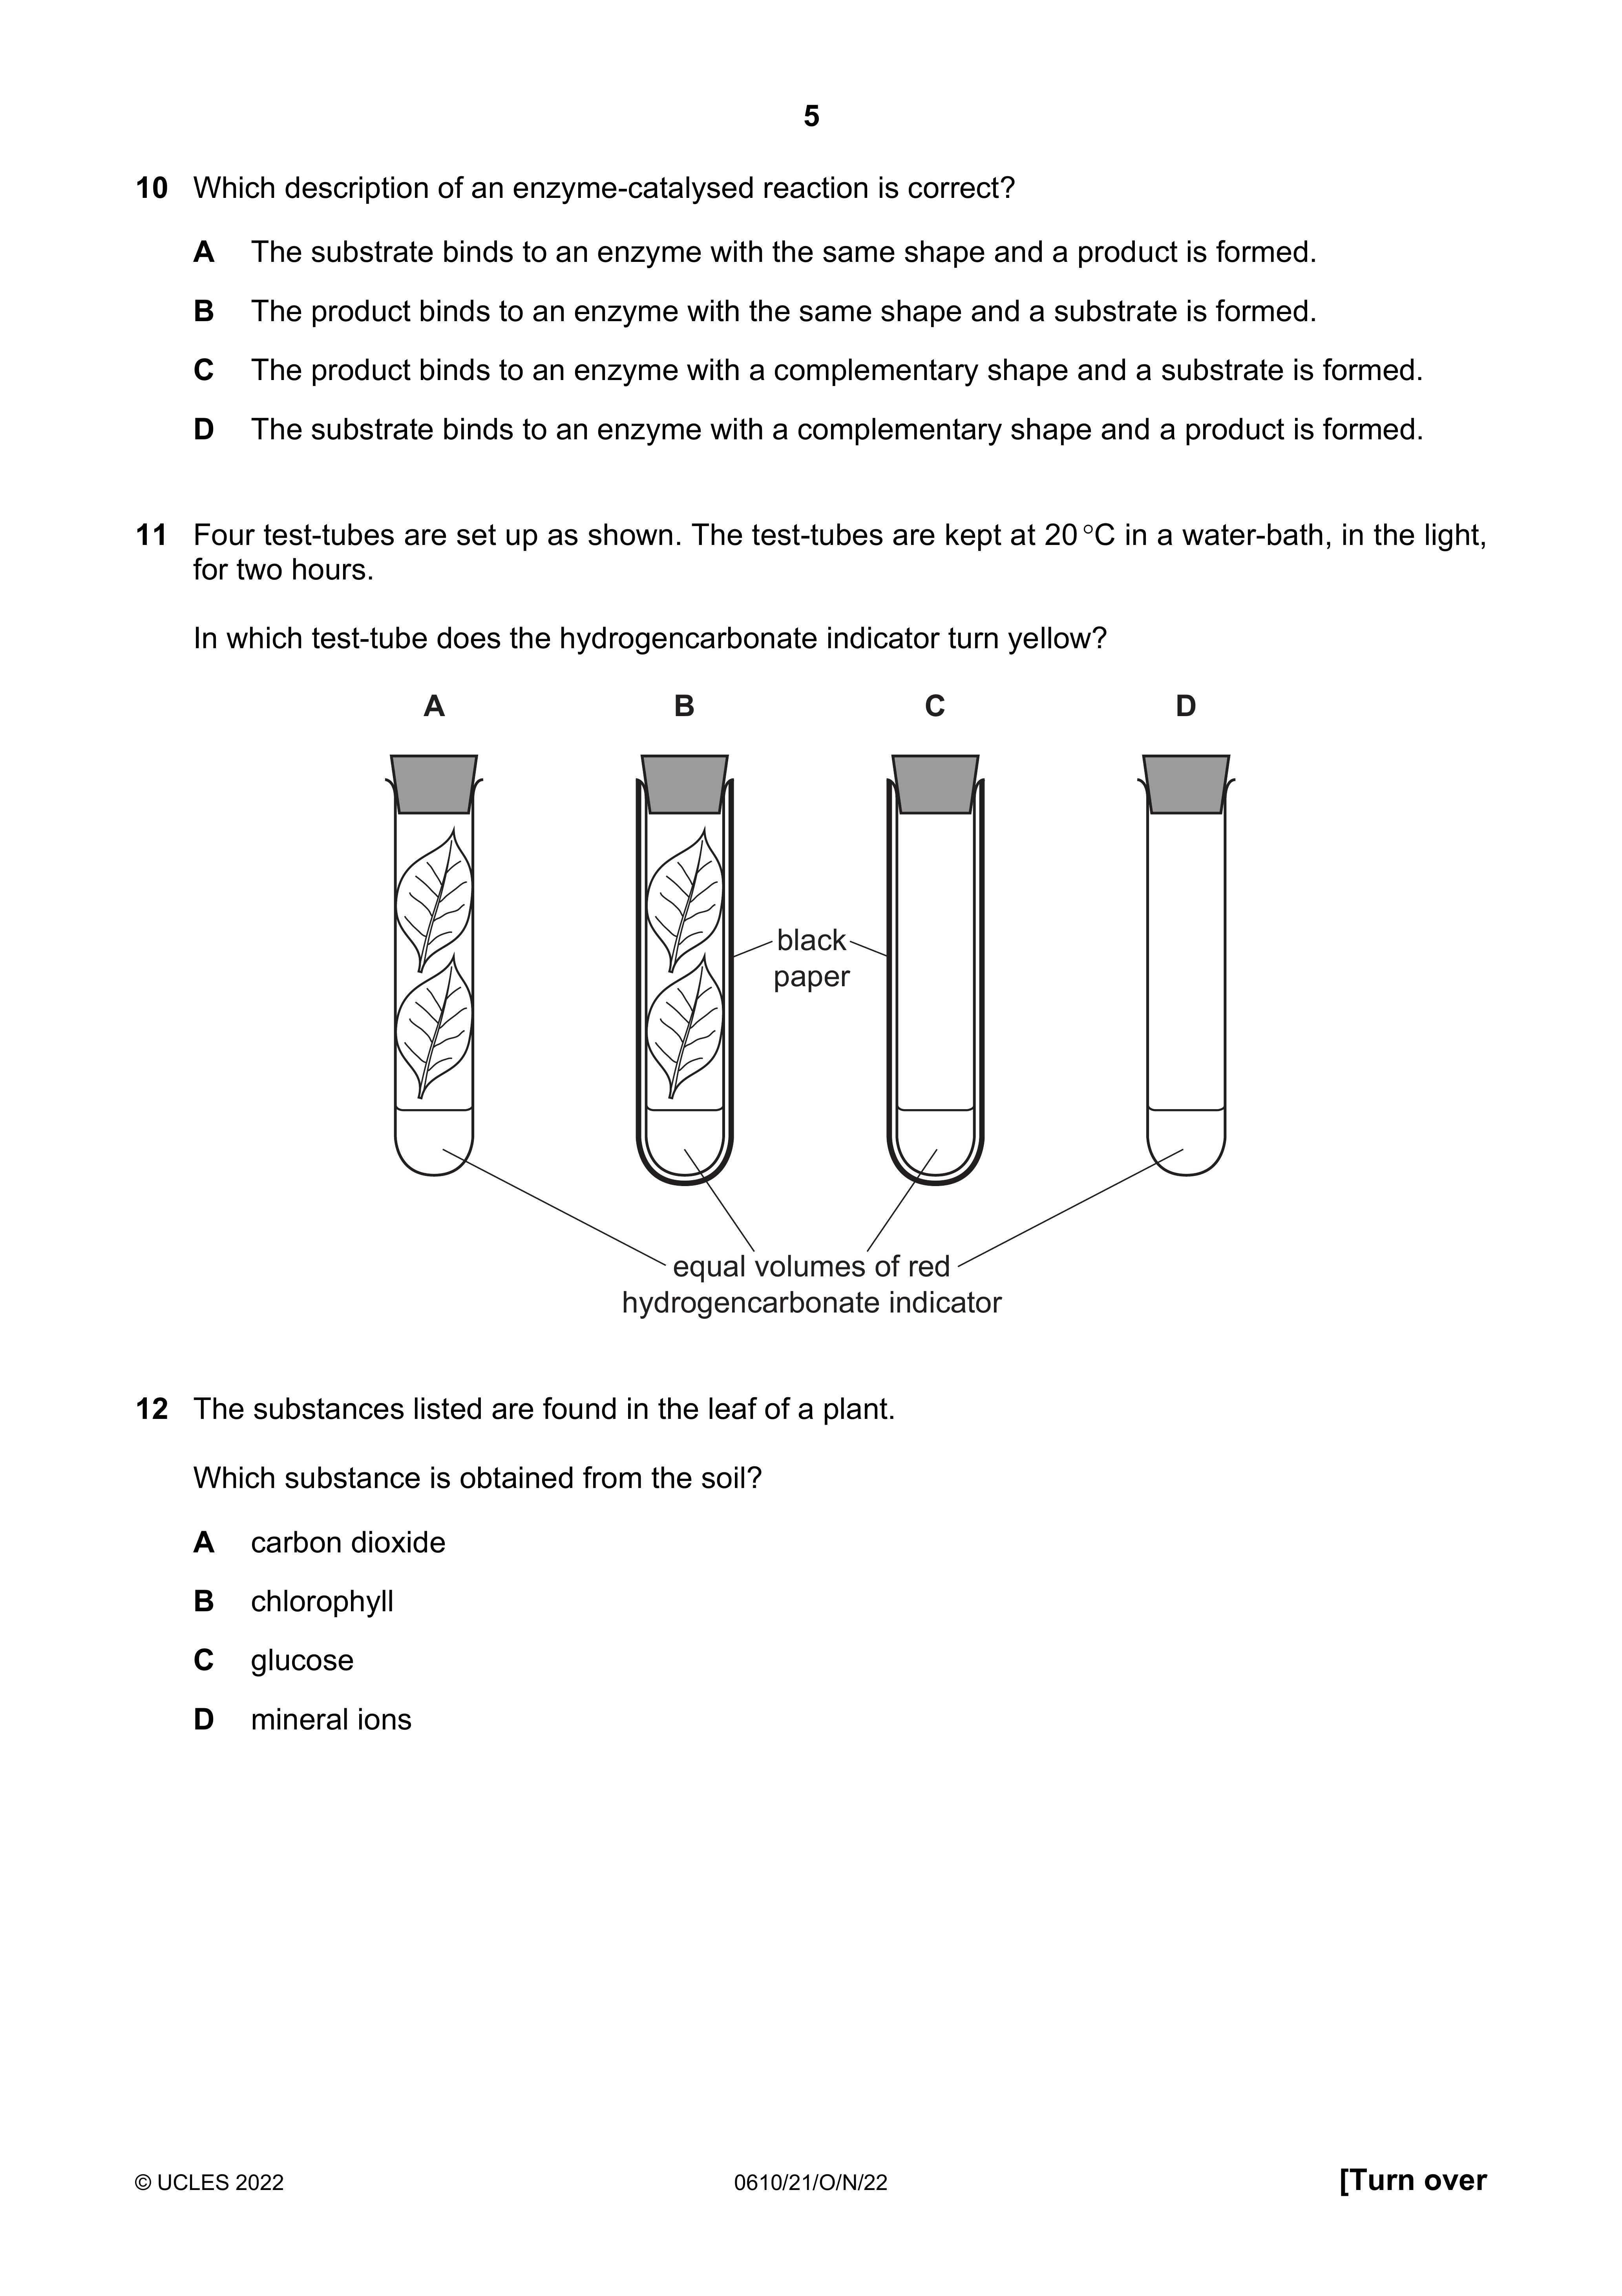 5
10 Which description of an enzyme-catalysed reaction is correct?
A The substrate binds to an enzyme with the same shape and a product is formed.
B The product binds to an enzyme with the same shape and a substrate is formed.
C The product binds to an enzyme with a complementary shape and a substrate is formed.
D The substrate binds to an enzyme with a complementary shape and a product is formed.
11 Four test-tubes are set up as shown. The test-tubes are kept at 20 °C in a water-bath, in the light,
for two hours.
In which test-tube does the hydrogencarbonate indicator turn yellow?
A B C D
black
paper
equal volumes of red
hydrogencarbonate indicator
12 The substances listed are found in the leaf of a plant.
Which substance is obtained from the soil?
A carbon dioxide
B chlorophyll
C glucose
D mineral ions
© UCLES 2022 0610/21/O/N/22 [Turn over